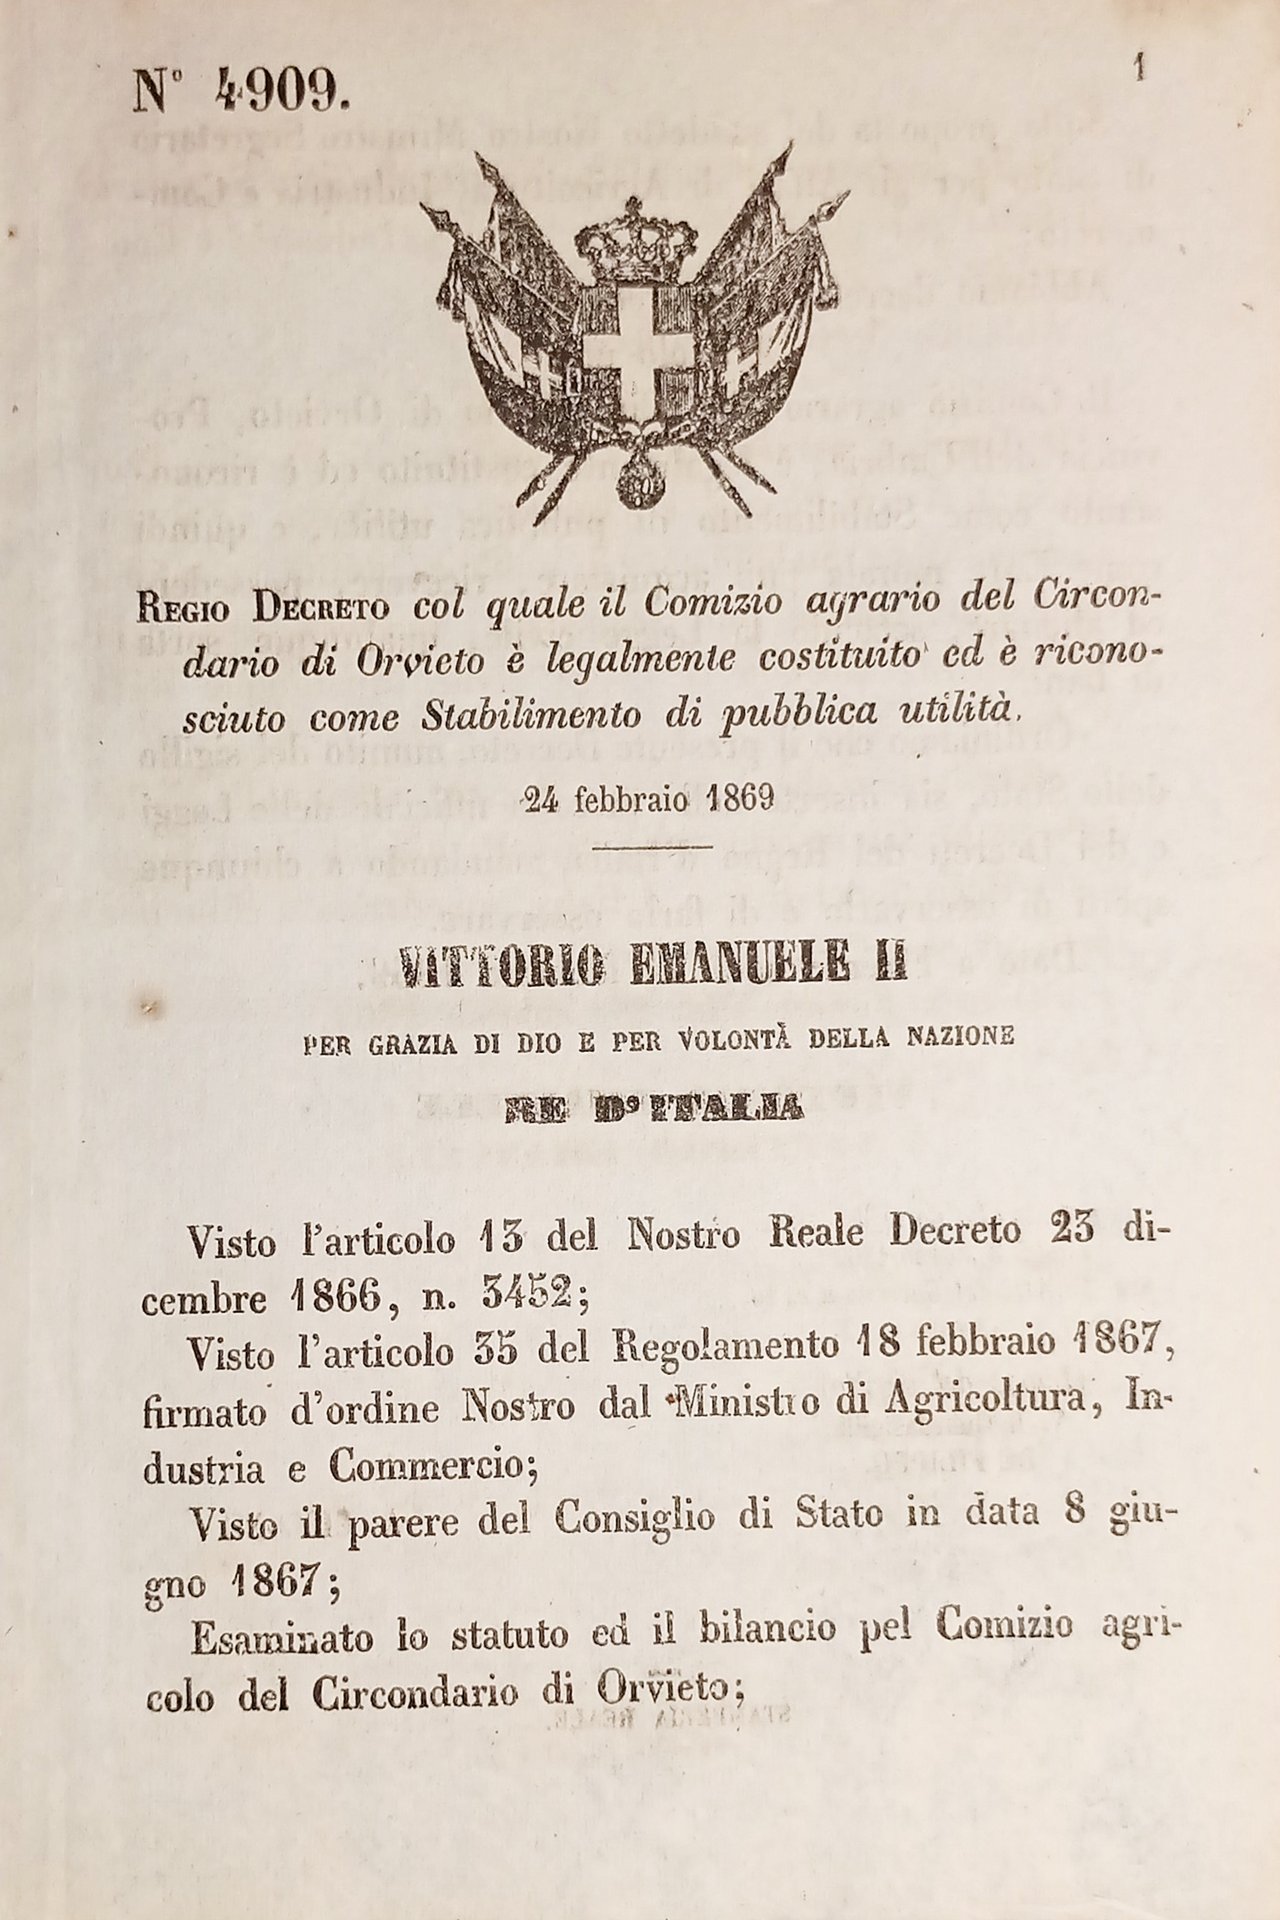 N° 4909.
1
REGIO DECRETO col quale il Comizio agrario del Circon-
dario di Orvieto è legalmente costituito ed è ricono-
sciuto come Stabilimento di pubblica utilità.
24 febbraio 1869
VITTORIO EMANUELE II
PER GRAZIA DI DIO E PER VOLONTÀ DELLA NAZIONE
RE D'ITALIA
Visto l'articolo 13 del Nostro Reale Decreto 23 di-
cembre 1866, n. 3452;
Visto l'articolo 35 del Regolamento 18 febbraio 1867,
firmato d'ordine Nostro dal Ministro di Agricoltura, In-
dustria e Commercio;
Visto il parere del Consiglio di Stato in data 8 giu-
gno 1867;
Esaminato lo statuto ed il bilancio pel Comizio agri-
colo del Circondario di Orvieto;